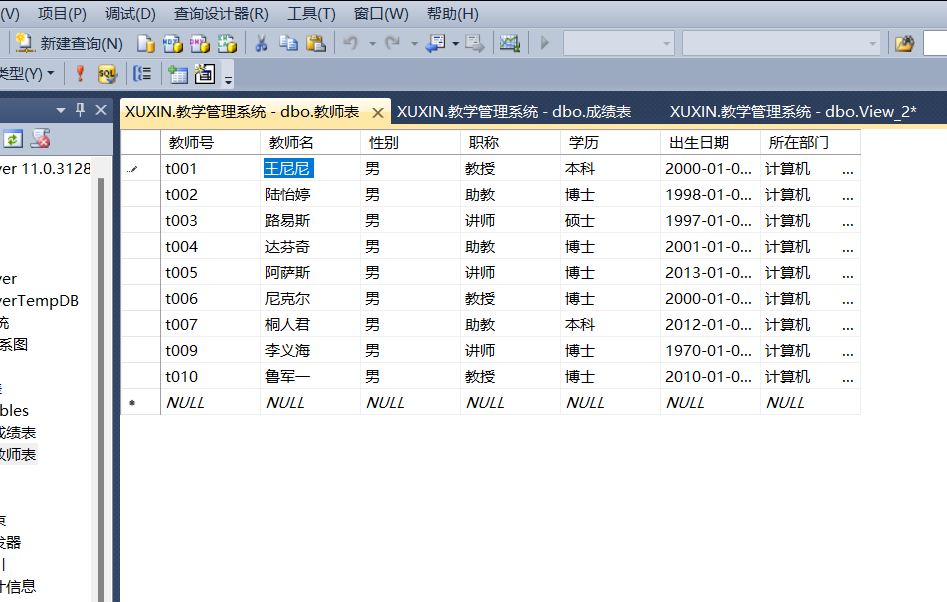 (V) 项目(P) 调试(D) 查询设计器(R) 工具(T) 窗口(W) 帮助(H)
新建查询(N)
类型(Y)
XUXIN.教学管理系统 - dbo.教师表 XUXIN.教学管理系统 - dbo.成绩表 XUXIN.教学管理系统 - dbo.View_2*
教师号 教师名 性别 职称 学历 出生日期 所在部门
t001 王尼尼 男 教授 本科 2000-01-0... 计算机 ...
t002 陆怡婷 男 助教 博士 1998-01-0... 计算机 ...
t003 路易斯 男 讲师 硕士 1997-01-0... 计算机 ...
t004 达芬奇 男 助教 博士 2001-01-0... 计算机 ...
t005 阿萨斯 男 讲师 博士 2013-01-0... 计算机 ...
t006 尼克尔 男 教授 博士 2000-01-0... 计算机 ...
t007 桐人君 男 助教 本科 2012-01-0... 计算机 ...
t009 李义海 男 讲师 博士 1970-01-0... 计算机 ...
t010 鲁军一 男 教授 博士 2010-01-0... 计算机 ...
NULL NULL NULL NULL NULL NULL NULL
ver 11.0.3128
ver
verTempDB
统
系图
bles
成绩表
教师表
发器
计信息